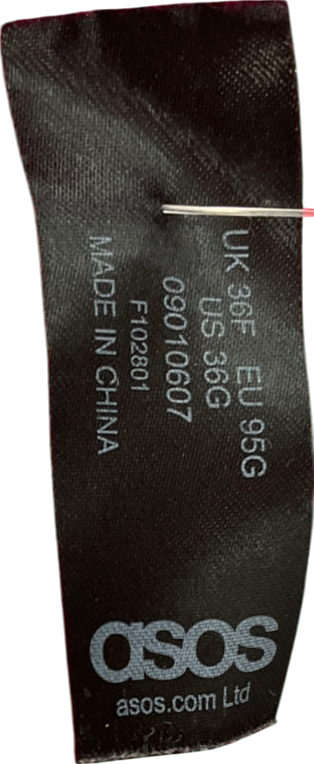 UK 36F EU 95G
US 36G
09010607
F102801
MADE IN CHINA
asos
asos.com Ltd